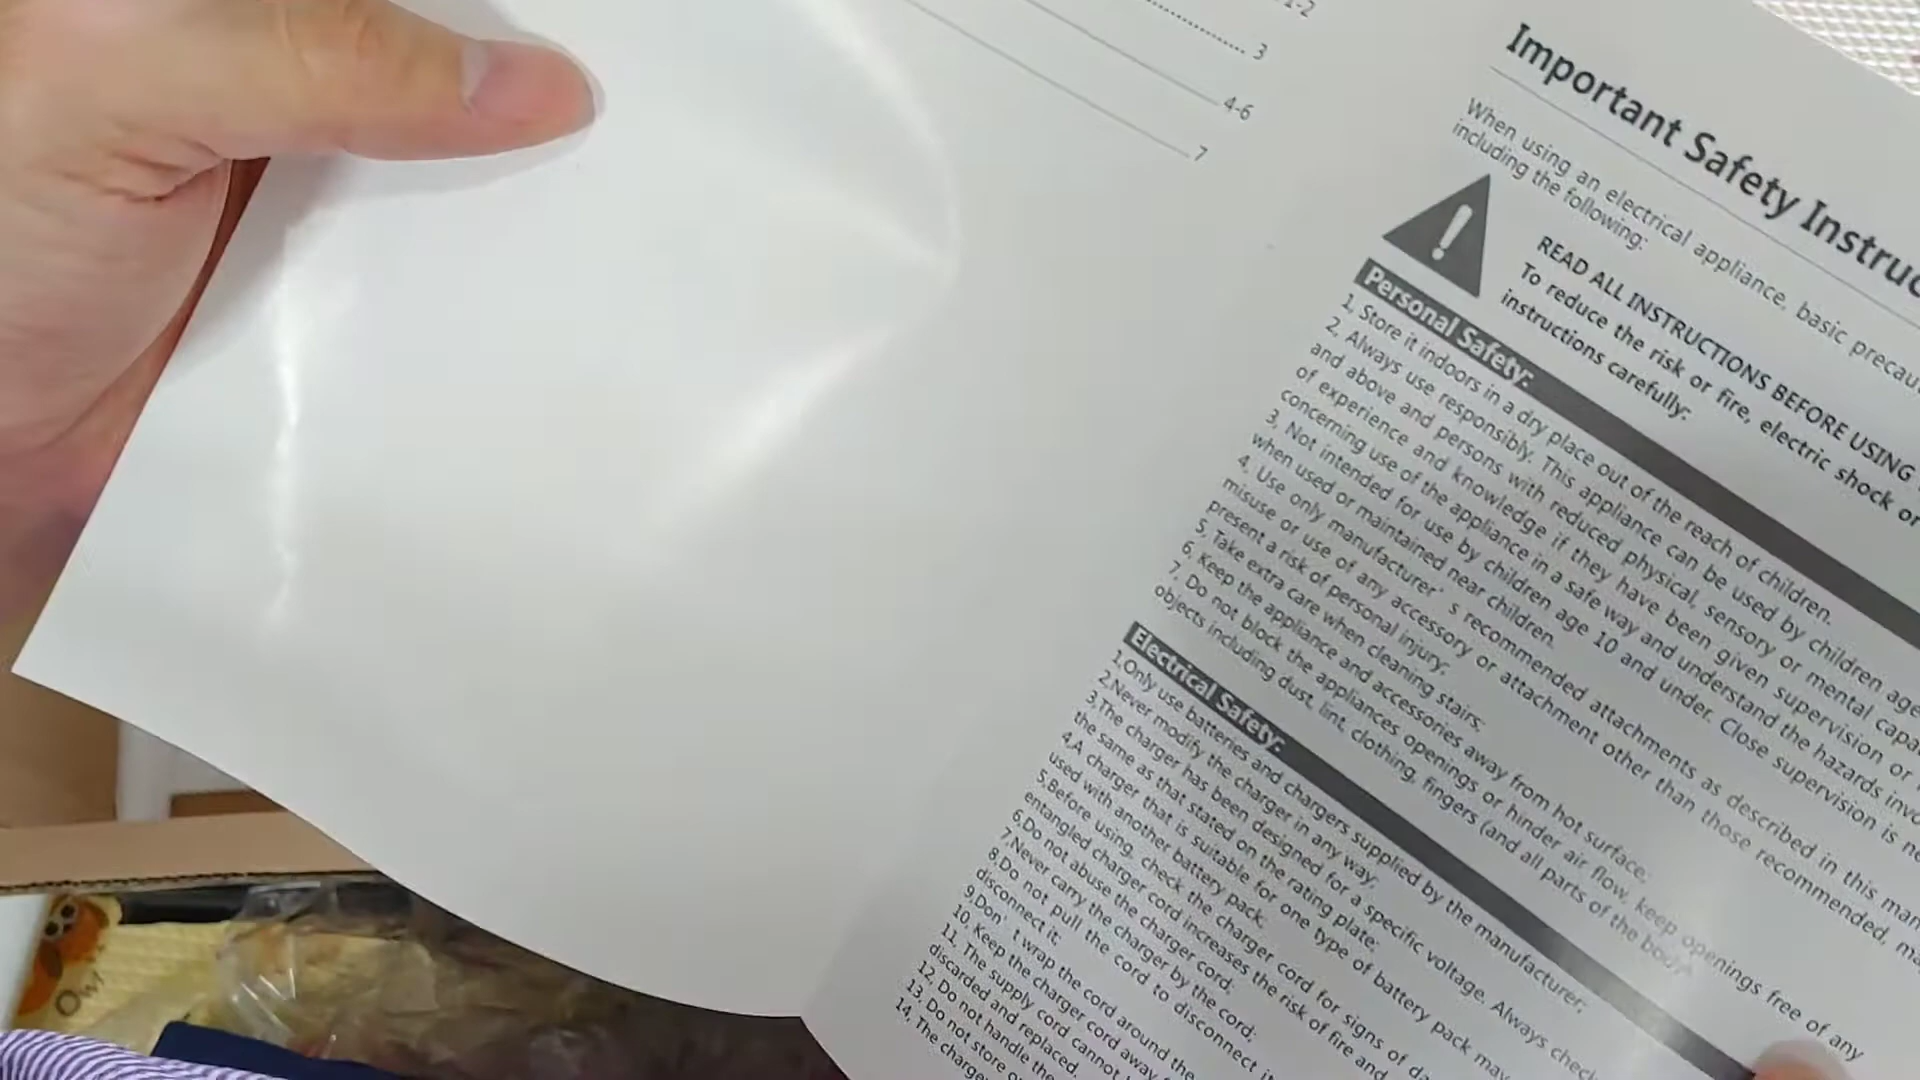 1-2
3
4-6
7
Important Safety Instruc
When using an electrical appliance, basic precau
including the following:
READ ALL INSTRUCTIONS BEFORE USING
To reduce the risk or fire, electric shock or
instructions carefully:
Personal Safety:
1, Store it indoors in a dry place out of the reach of children.
2, Always use responsibly. This appliance can be used by children age
and above and persons with reduced physical, sensory or mental capa
of experience and knowledge if they have been given supervision or
concerning use of the appliance in a safe way and understand the hazards invo
3, Not intended for use by children age 10 and under. Close supervision is ne
when used or maintained near children.
4, Use only manufacturer' s recommended attachments as described in this man
misuse or use of any accessory or attachment other than those recommended, ma
present a risk of personal injury;
5, Take extra care when cleaning stairs;
6, Keep the appliance and accessories away from hot surface;
7, Do not block the appliances openings or hinder air flow, keep openings free of any
objects including dust, lint, clothing, fingers (and all parts of the body)
Electrical Safety:
1,Only use batteries and chargers supplied by the manufacturer;
2,Never modify the charger in any way;
3,The charger has been designed for a specific voltage. Always check
the same as that stated on the rating plate;
4,A charger that is suitable for one type of battery pack may
used with another battery pack.
5,Before using, check the charger cord for signs of da
entangled charger cord increases the risk of fire and
6,Do not abuse the charger cord;
7,Never carry the charger by the cord;
8,Do not pull the cord to disconnect it
disconnect it;
9,Don' t wrap the cord around the
10, Keep the charger cord away
11, The supply cord cannot
discarded and replaced.
12, Do not handle the
13, Do not store o
14, The charge
Owl